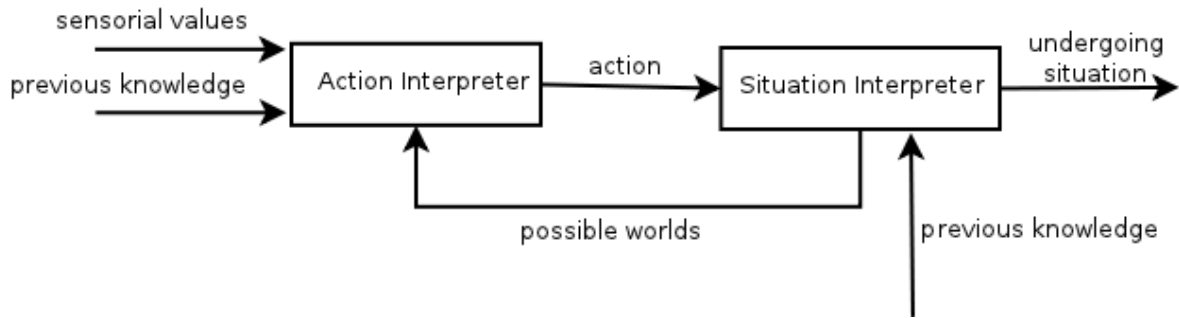 sensorial values
previous knowledge
Action Interpreter
action
Situation Interpreter
undergoing
situation
possible worlds
previous knowledge